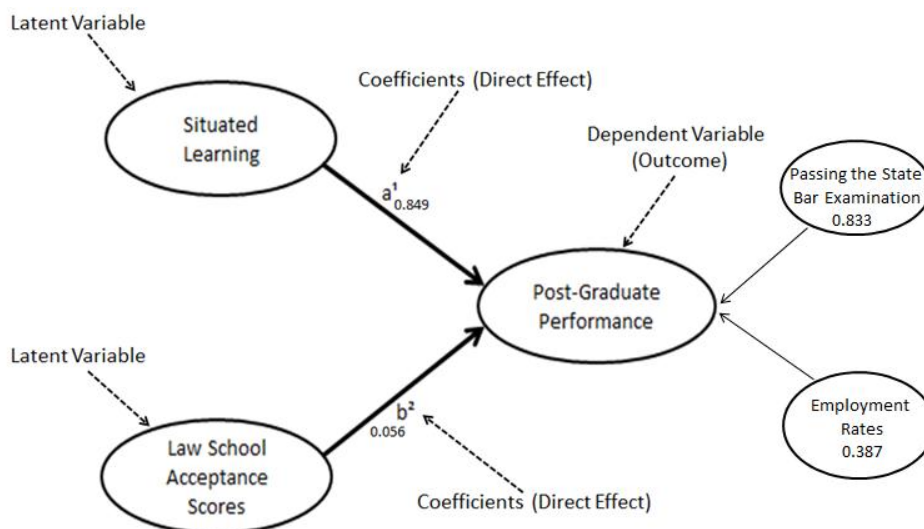 Latent Variable
Situated
Learning
Coefficients (Direct Effect)
a¹
0.849
Dependent Variable
(Outcome)
Passing the State
Bar Examination
0.833
Post-Graduate
Performance
Latent Variable
Law School
Acceptance
Scores
b²
0.056
Coefficients (Direct Effect)
Employment
Rates
0.387